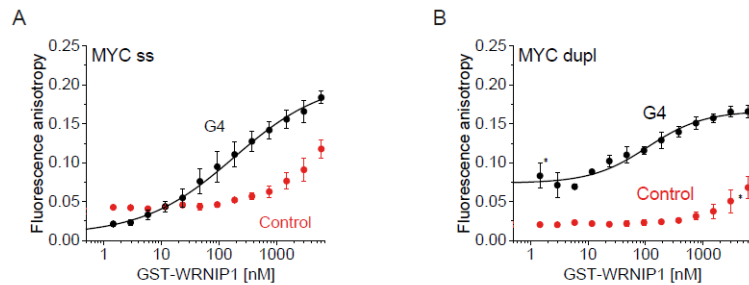 A
MYC ss
Fluorescence anisotropy
0.25
0.20
0.15
0.10
0.05
0.00
G4
Control
1 10 100 1000
GST-WRNIP1 [nM]
B
MYC dupl
Fluorescence anisotropy
0.25
0.20
0.15
0.10
0.05
0.00
G4
*
Control
*
1 10 100 1000
GST-WRNIP1 [nM]